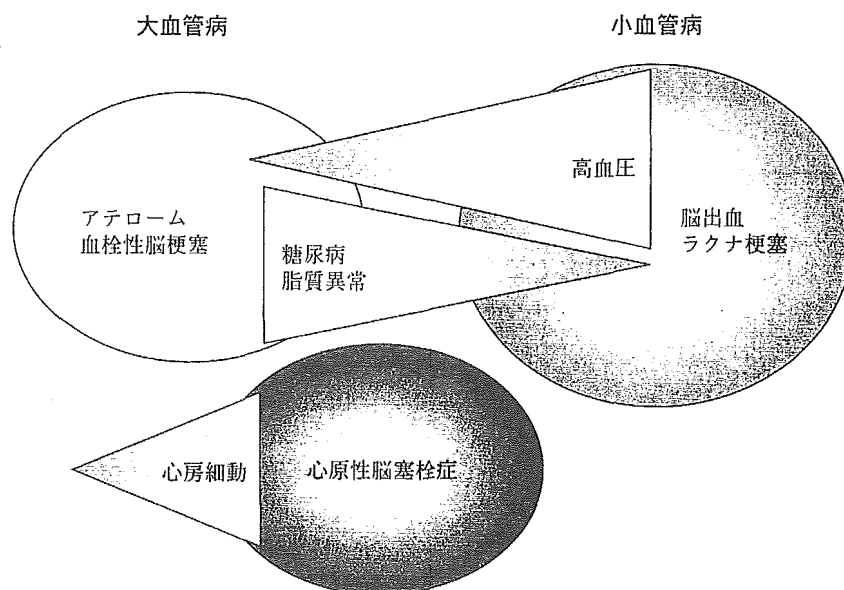 大血管病
小血管病
高血圧
アテローム
血栓性脳梗塞
脳出血
ラクナ梗塞
糖尿病
脂質異常
心房細動
心原性脳塞栓症